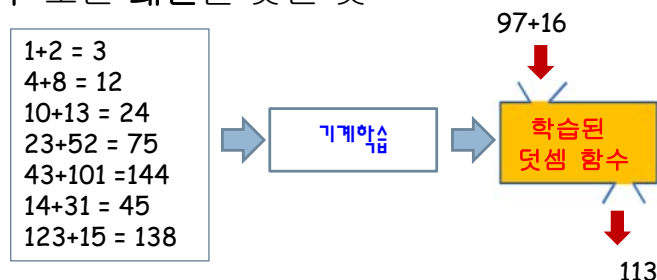 1+2 = 3
4+8 = 12
10+13 = 24
23+52 = 75
43+101 =144
14+31 = 45
123+15 = 138
기계학습
97+16
학습된
덧셈 함수
113